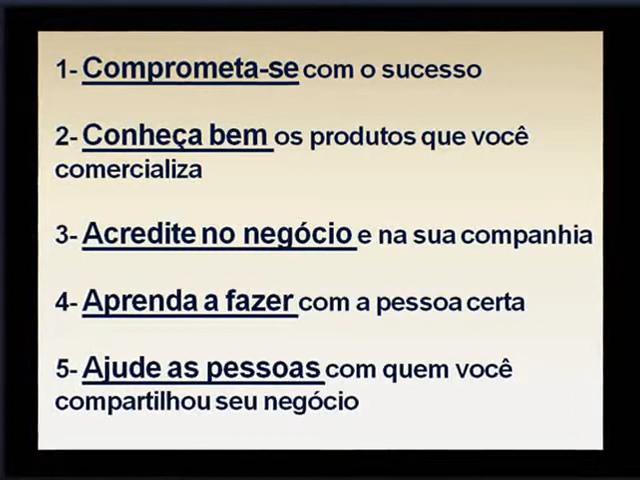 1- Comprometa-se com o sucesso
2- Conheça bem os produtos que você
comercializa
3- Acredite no negócio e na sua companhia
4- Aprenda a fazer com a pessoa certa
5- Ajude as pessoas com quem você
compartilhou seu negócio